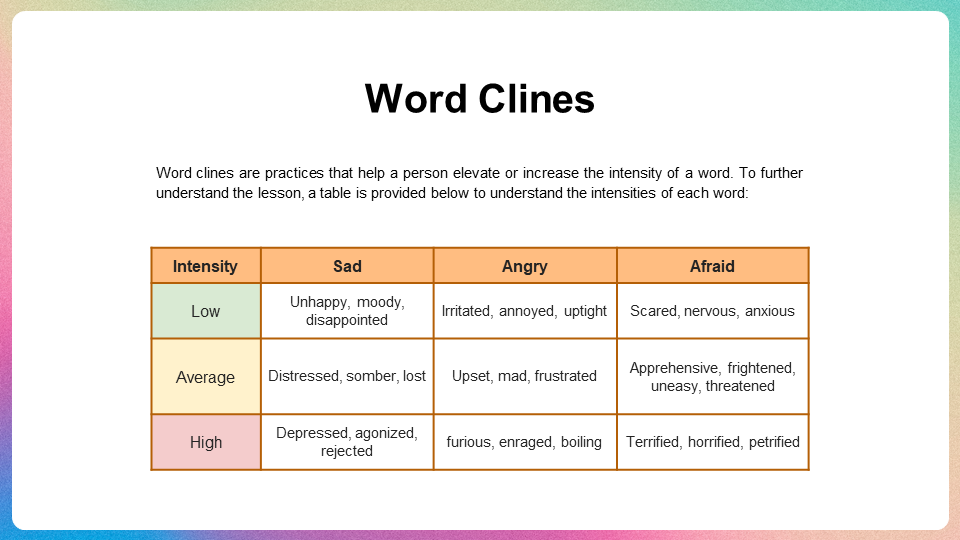 Word Clines
Word clines are practices that help a person elevate or increase the intensity of a word. To further
understand the lesson, a table is provided below to understand the intensities of each word:
Intensity Sad Angry Afraid
Low Unhappy, moody, disappointed Irritated, annoyed, uptight Scared, nervous, anxious
Average Distressed, somber, lost Upset, mad, frustrated Apprehensive, frightened, uneasy, threatened
High Depressed, agonized, rejected furious, enraged, boiling Terrified, horrified, petrified